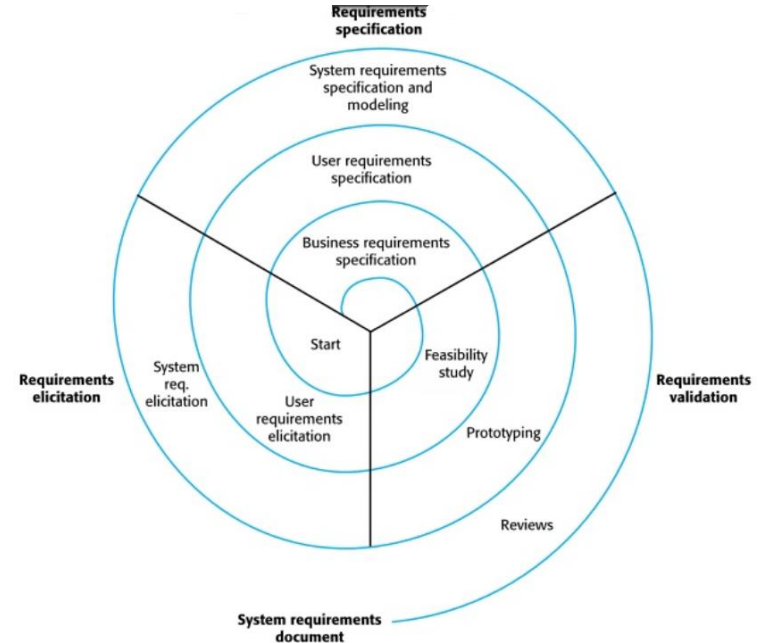 Requirements
specification
System requirements
specification and
modeling
User requirements
specification
Business requirements
specification
Start
Feasibility
study
System
req.
elicitation
Requirements
elicitation
Requirements
validation
User
requirements
elicitation
Prototyping
Reviews
System requirements
document